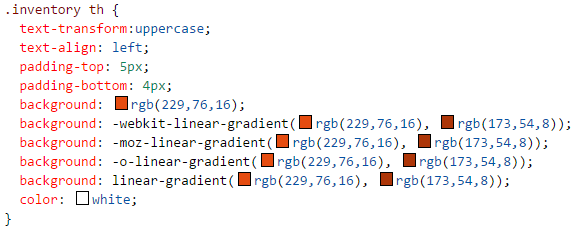 .inventory th {
  text-transform:uppercase;
  text-align: left;
  padding-top: 5px;
  padding-bottom: 4px;
  background: rgb(229,76,16);
  background: -webkit-linear-gradient(rgb(229,76,16), rgb(173,54,8));
  background: -moz-linear-gradient(rgb(229,76,16), rgb(173,54,8));
  background: -o-linear-gradient(rgb(229,76,16), rgb(173,54,8));
  background: linear-gradient(rgb(229,76,16), rgb(173,54,8));
  color: white;
}